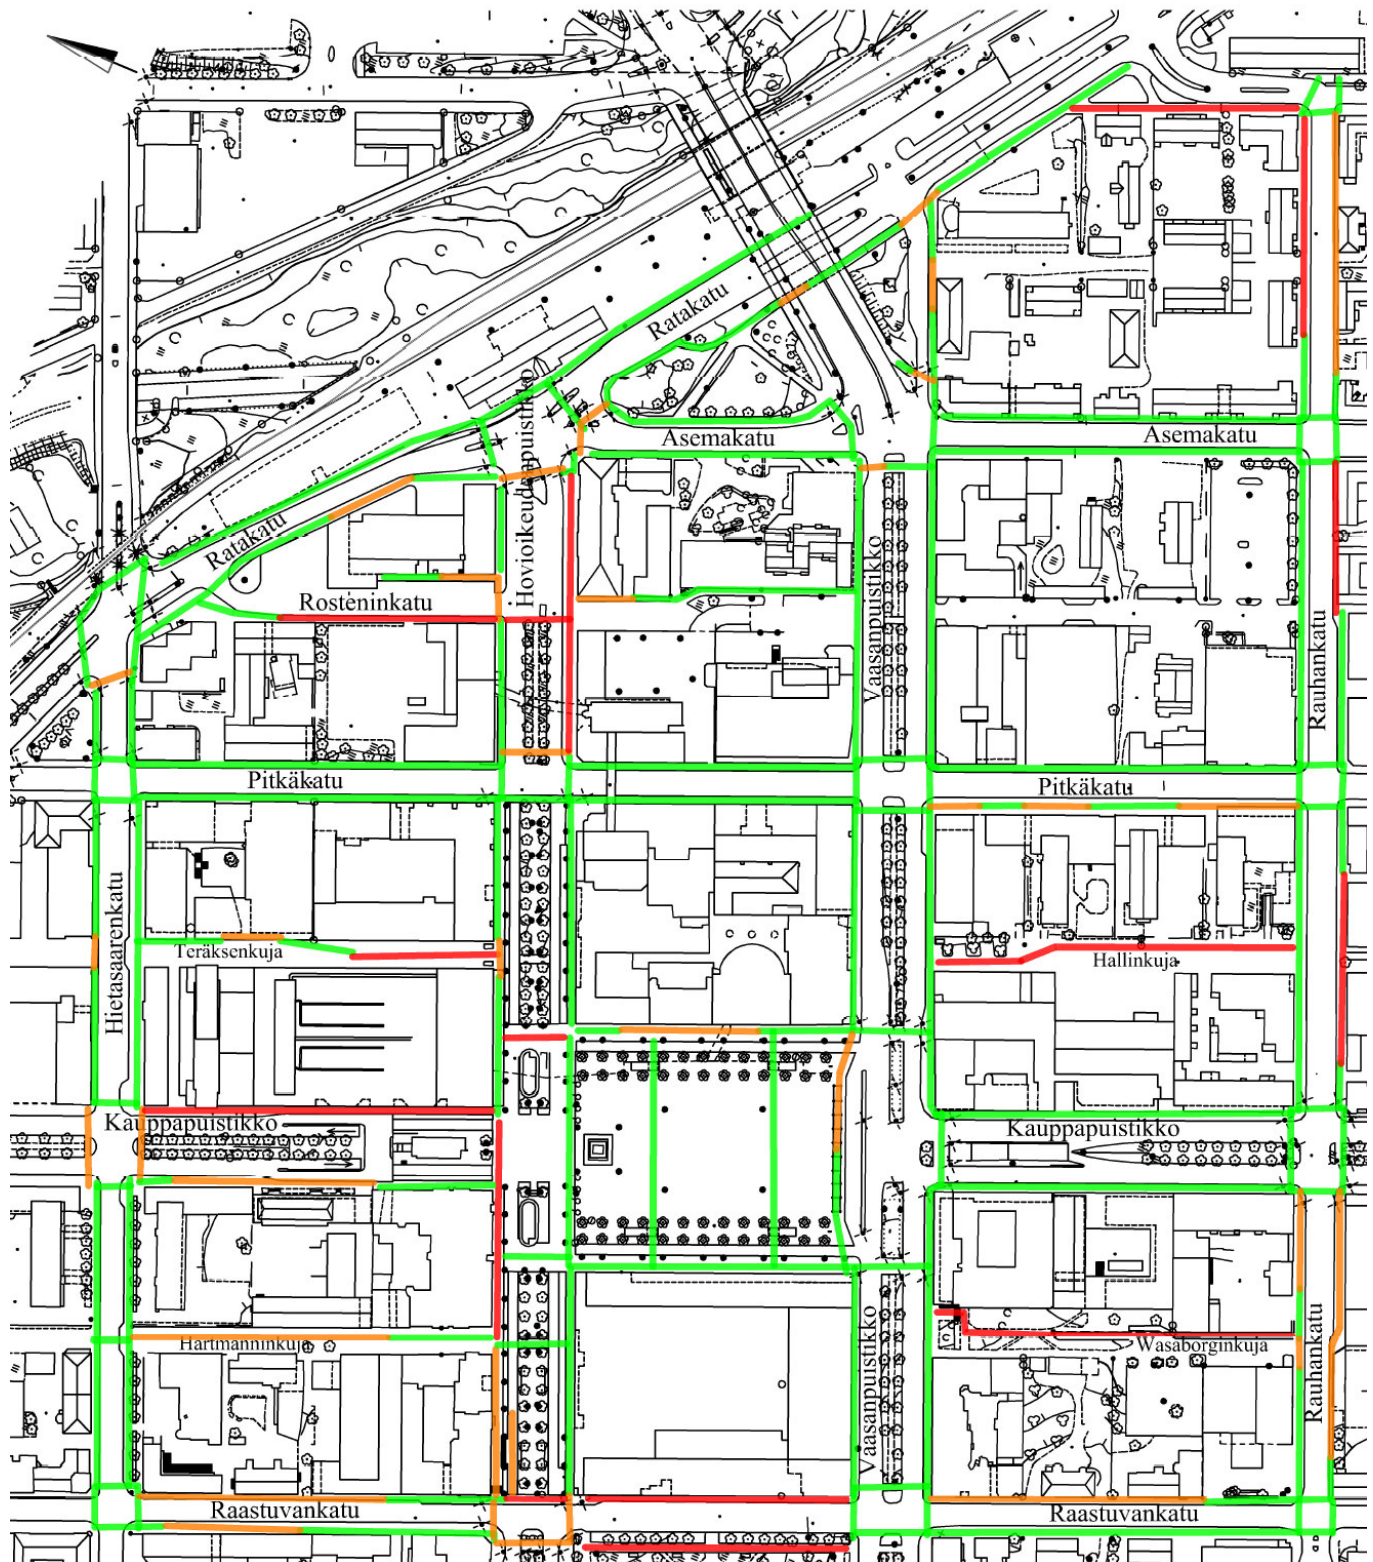 Ratakatu
Asemakatu
Asemakatu
Hovioikeudenpuistikko
Ratakatu
Rosteninkatu
Vaasanpuistikko
Rauhankatu
Pitkäkatu
Pitkäkatu
Hietasaarenkatu
Teräksenkuja
Hallinkuja
Kauppapuistikko
Kauppapuistikko
Hartmanninkuja
Vaasanpuistikko
Wasaborginkuja
Rauhankatu
Raastuvankatu
Raastuvankatu